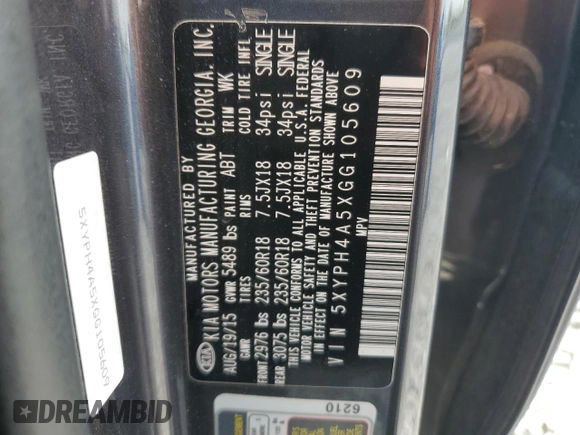 MANUFACTURED BY
KIA KIA MOTORS MANUFACTURING GEORGIA, INC.
AUG/19/15 GVWR 5489 lbs PAINT ABT TRIM WK
GAWR RIMS COLD TIRE INFL
FRONT 2976 lbs 235/60R18 7.5JX18 34psi SINGLE
REAR 3075 lbs 235/60R18 7.5JX18 34psi SINGLE
THIS VEHICLE CONFORMS TO ALL APPLICABLE U.S.A. FEDERAL
MOTOR VEHICLE SAFETY AND THEFT PREVENTION STANDARDS
IN EFFECT ON THE DATE OF MANUFACTURE SHOWN ABOVE
VIN 5XYPH4A5XGG105609
MPV
5XYPH4A5XGG105609
6210
DREAMBID